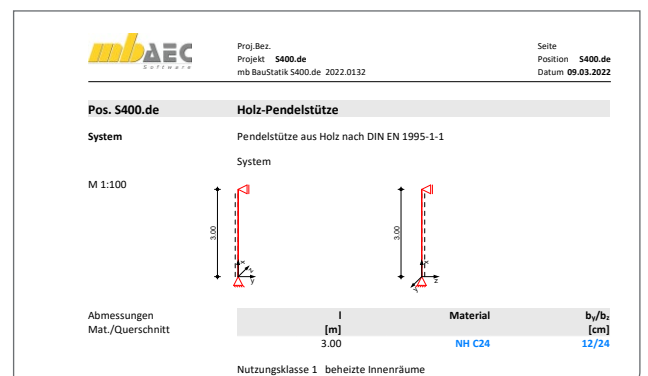 mbAEC
Software
Proj.Bez.
Projekt S400.de
mb BauStatik S400.de 2022.0132
Seite
Position S400.de
Datum 09.03.2022
Pos. S400.de Holz-Pendelstütze
System Pendelstütze aus Holz nach DIN EN 1995-1-1
System
M 1:100
3.00
x
z
y
3.00
x
y
z
Abmessungen l Material by/bz
Mat./Querschnitt [m] [cm]
3.00 NH C24 12/24
Nutzungsklasse 1 beheizte Innenräume